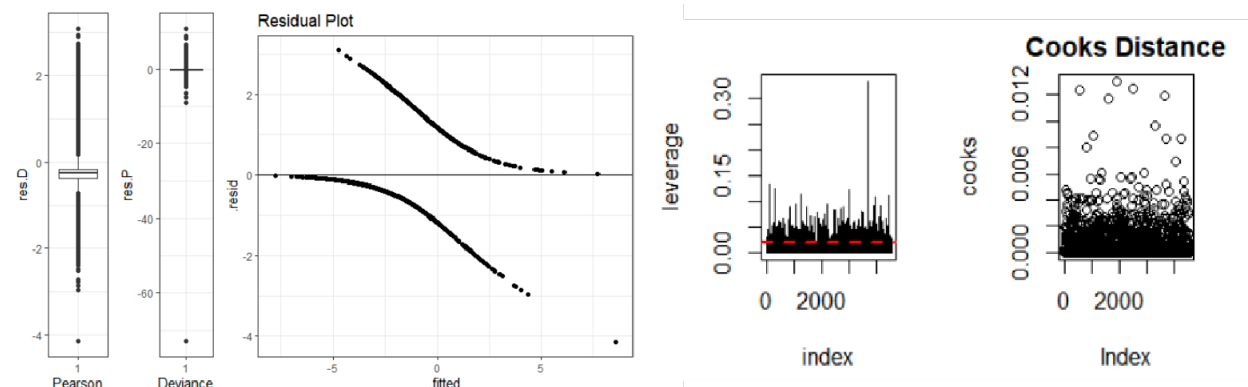 res.D
2
0
-2
-4
1
Pearson
res.P
0
-20
-40
-60
1
Deviance
Residual Plot
.resid
2
0
-2
-4
-5
0
5
fitted
leverage
0.30
0.15
0.00
0
2000
index
Cooks Distance
cooks
0.012
0.006
0.000
0
2000
Index